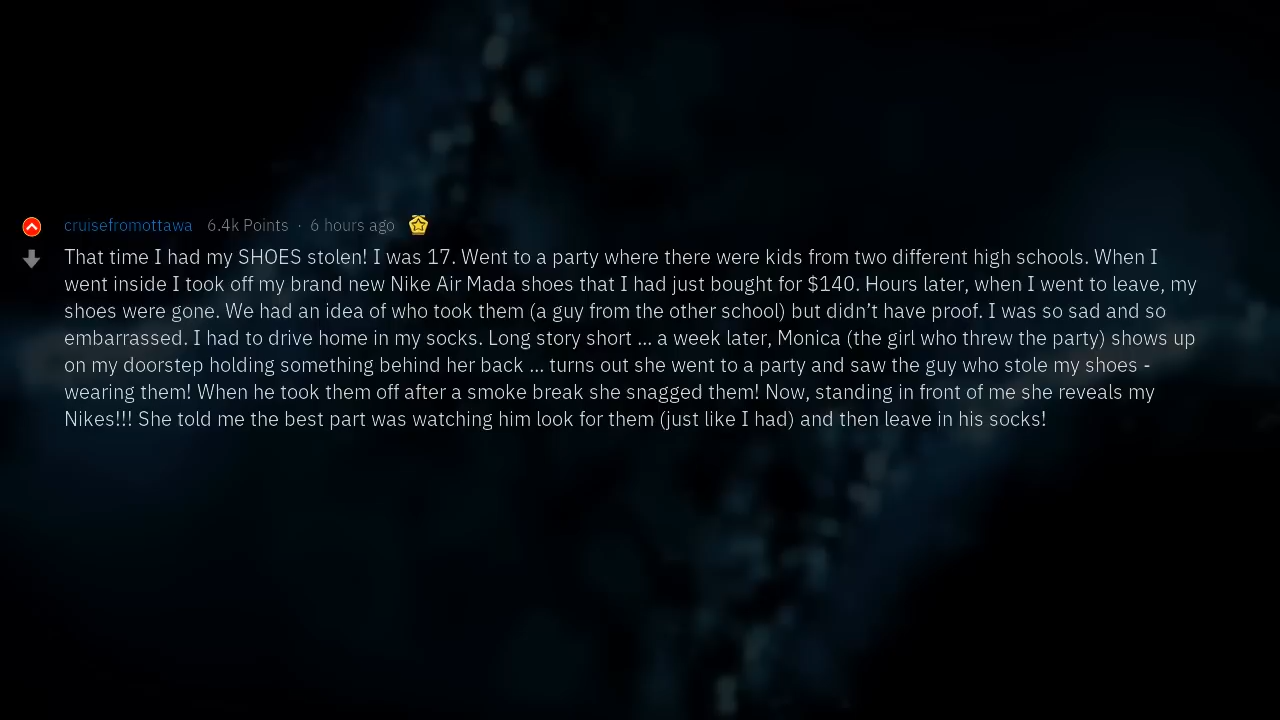 cruisefromottawa 6.4k Points · 6 hours ago
That time I had my SHOES stolen! I was 17. Went to a party where there were kids from two different high schools. When I
went inside I took off my brand new Nike Air Mada shoes that I had just bought for $140. Hours later, when I went to leave, my
shoes were gone. We had an idea of who took them (a guy from the other school) but didn’t have proof. I was so sad and so
embarrassed. I had to drive home in my socks. Long story short ... a week later, Monica (the girl who threw the party) shows up
on my doorstep holding something behind her back ... turns out she went to a party and saw the guy who stole my shoes -
wearing them! When he took them off after a smoke break she snagged them! Now, standing in front of me she reveals my
Nikes!!! She told me the best part was watching him look for them (just like I had) and then leave in his socks!